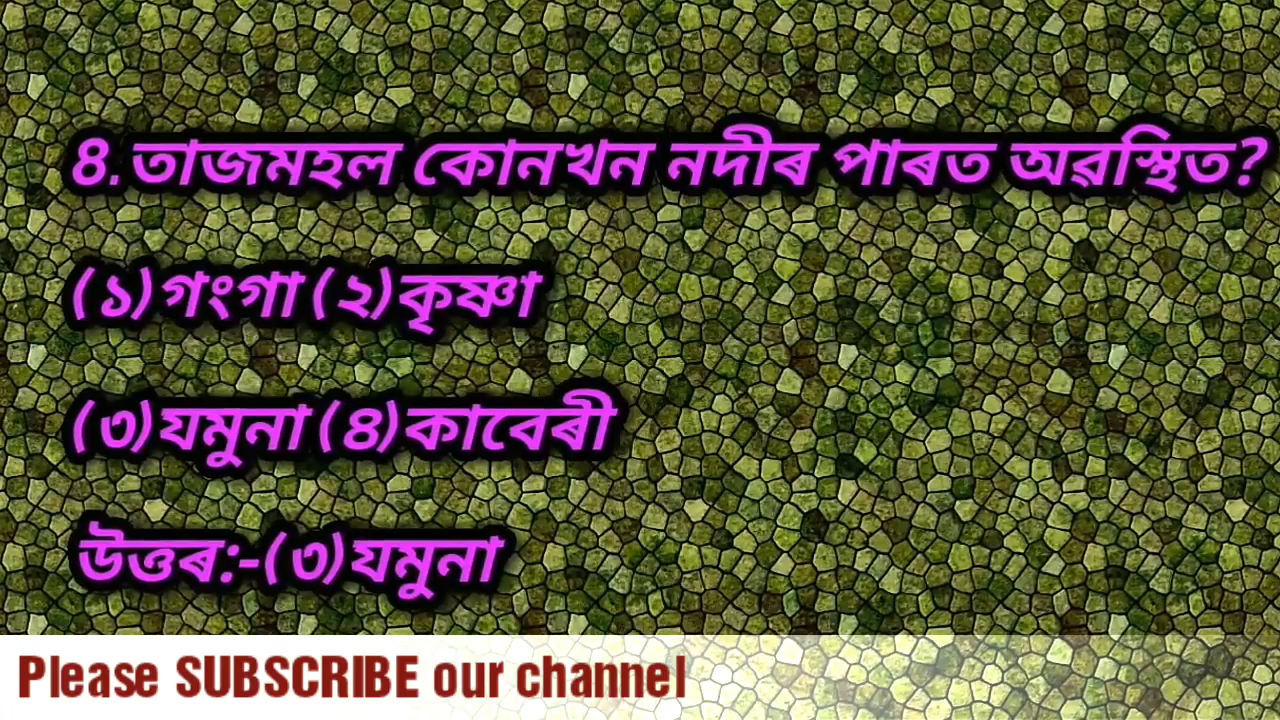 ৪.তাজমহল কোনখন নদীৰ পাৰত অৱস্থিত?
(১)গংগা (২)কৃষ্ণা
(৩)যমুনা (৪)কাবেৰী
উত্তৰ:-(৩)যমুনা
Please SUBSCRIBE our channel